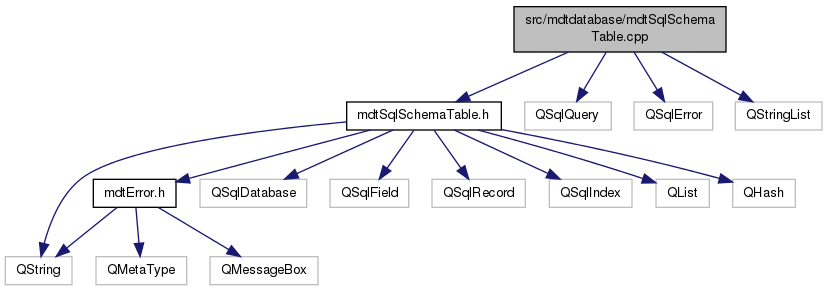 src/mdtdatabase/mdtSqlSchema
Table.cpp
mdtSqlSchemaTable.h
QSqlQuery
QSqlError
QStringList
mdtError.h
QSqlDatabase
QSqlField
QSqlRecord
QSqlIndex
QList
QHash
QString
QMetaType
QMessageBox